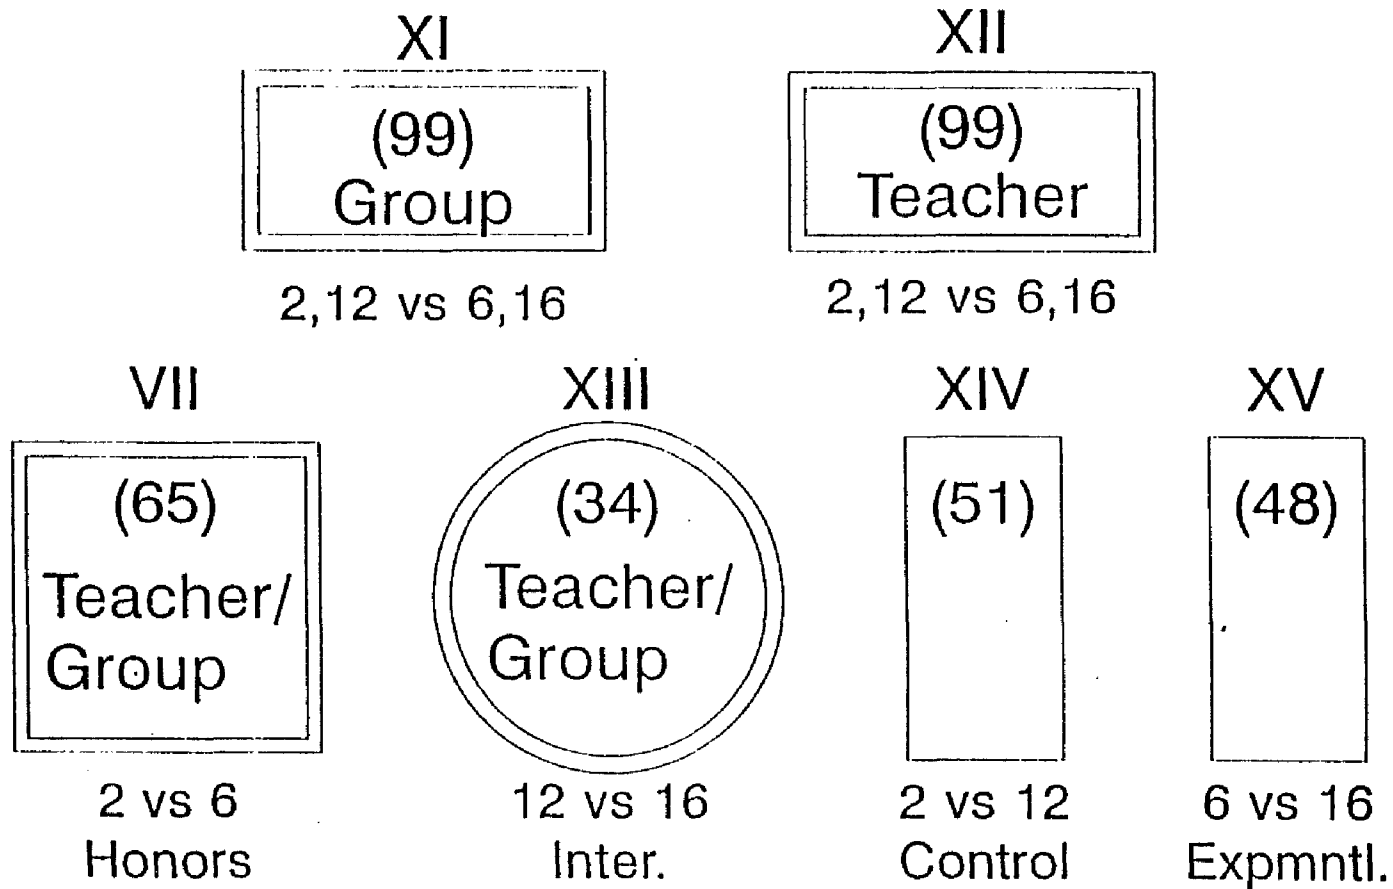 XI
(99)
Group
2,12 vs 6,16
XII
(99)
Teacher
2,12 vs 6,16
VII
(65)
Teacher/
Group
2 vs 6
Honors
XIII
(34)
Teacher/
Group
12 vs 16
Inter.
XIV
(51)
2 vs 12
Control
XV
(48)
6 vs 16
Expmntl.